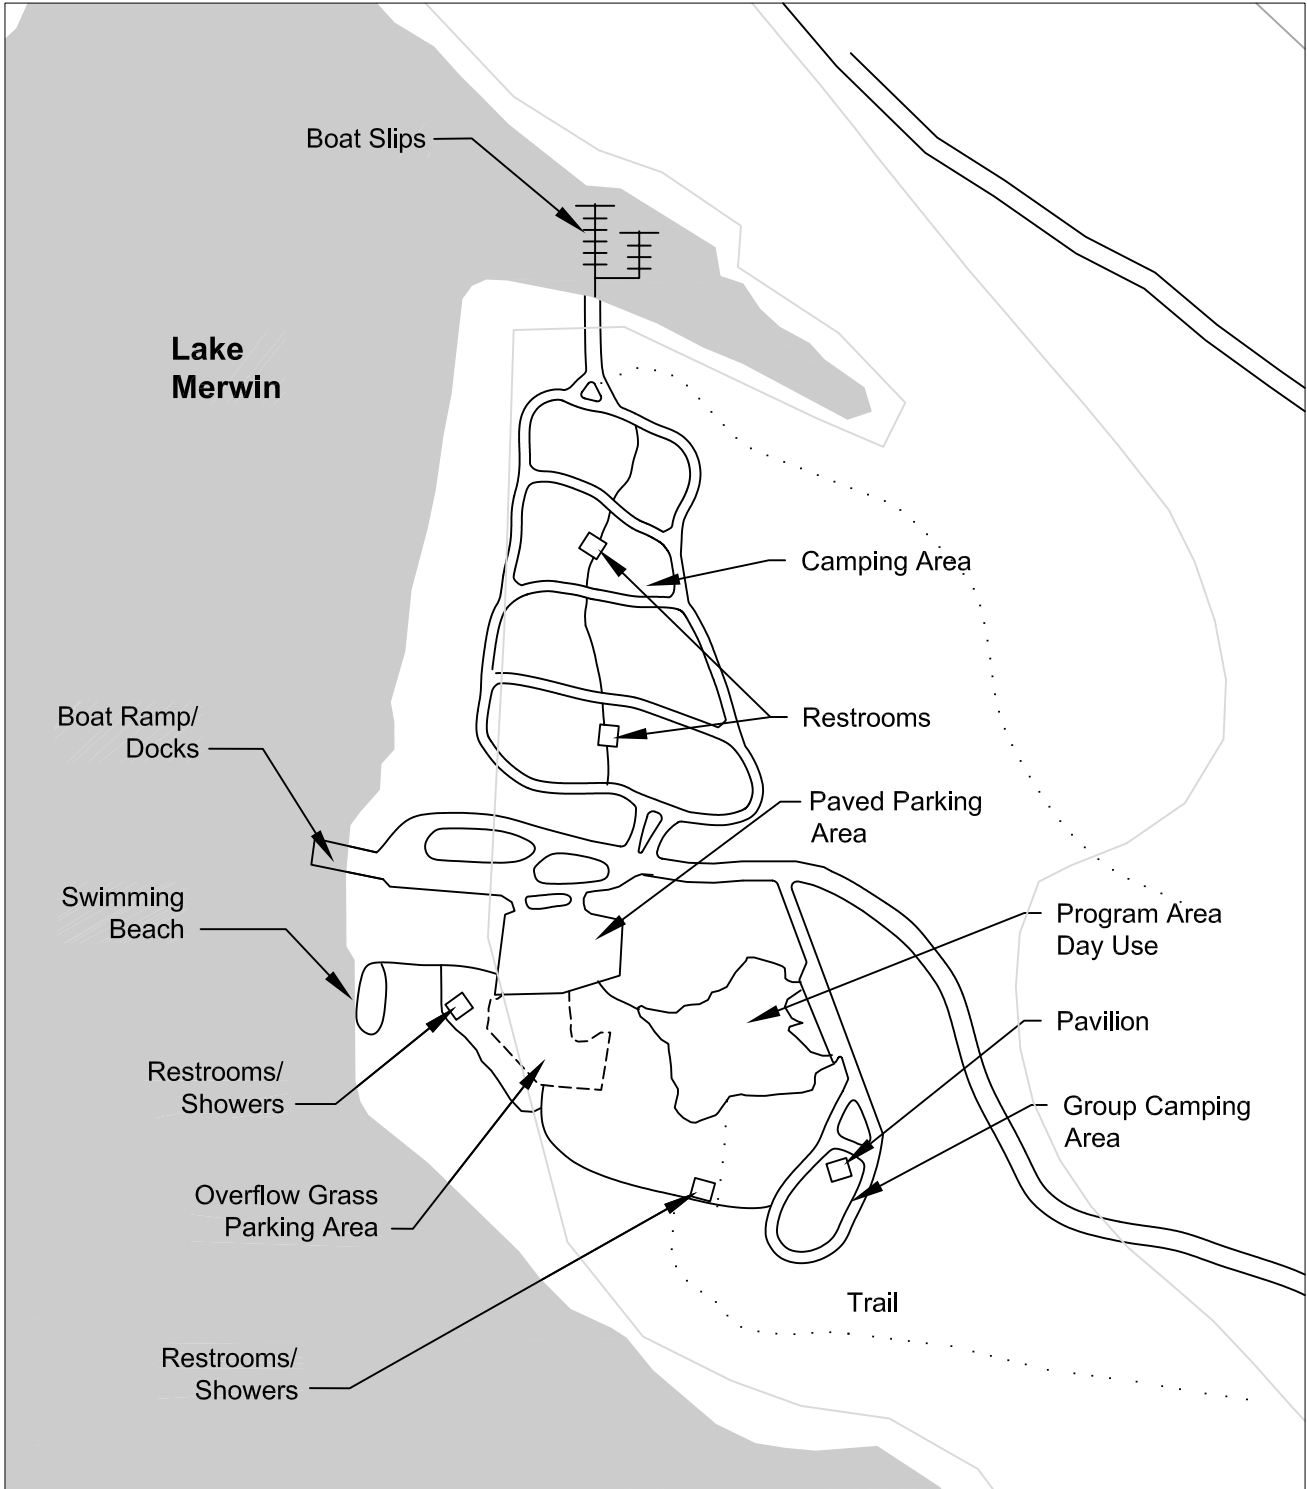 Boat Slips
Lake
Merwin
Camping Area
Boat Ramp/
Docks
Restrooms
Paved Parking
Area
Swimming
Beach
Program Area
Day Use
Pavilion
Restrooms/
Showers
Group Camping
Area
Overflow Grass
Parking Area
Trail
Restrooms/
Showers